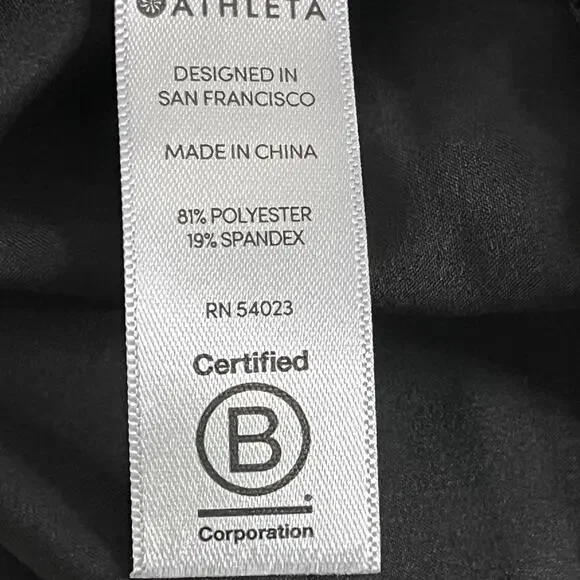 ATHLETA
DESIGNED IN
SAN FRANCISCO
MADE IN CHINA
81% POLYESTER
19% SPANDEX
RN 54023
Certified
B
Corporation